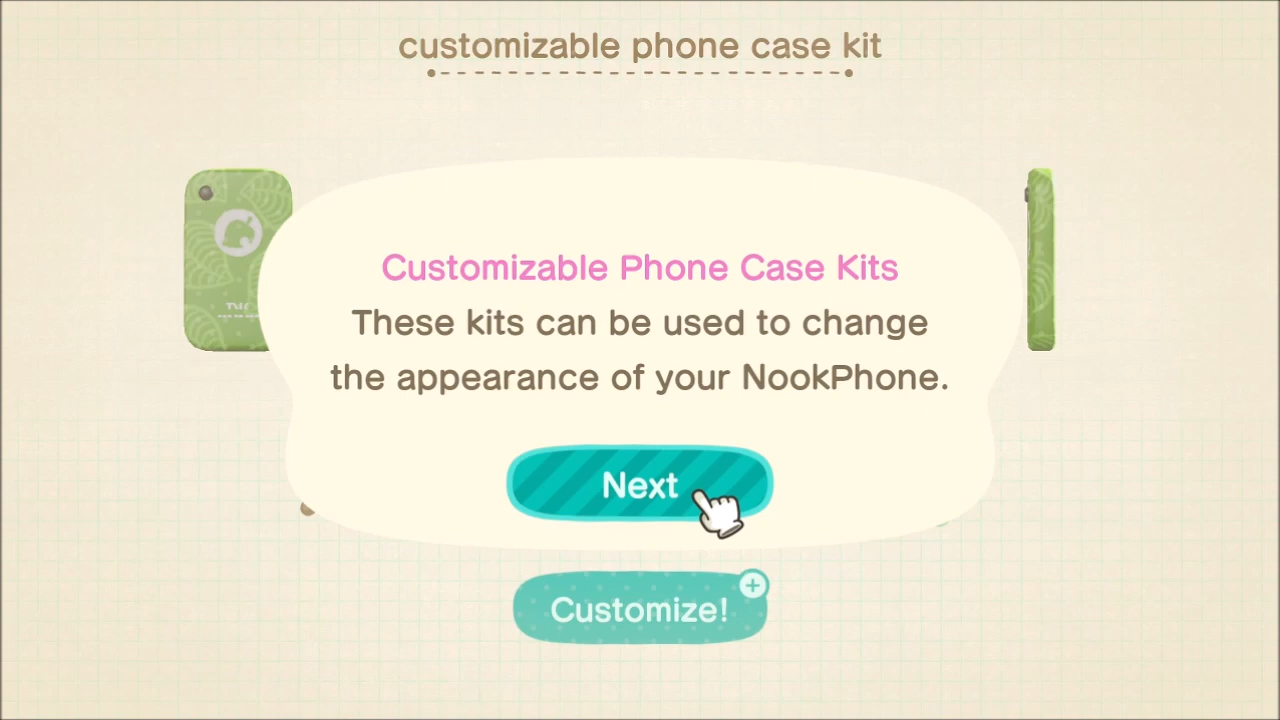 customizable phone case kit
Customizable Phone Case Kits
These kits can be used to change
the appearance of your NookPhone.
Next
Customize!